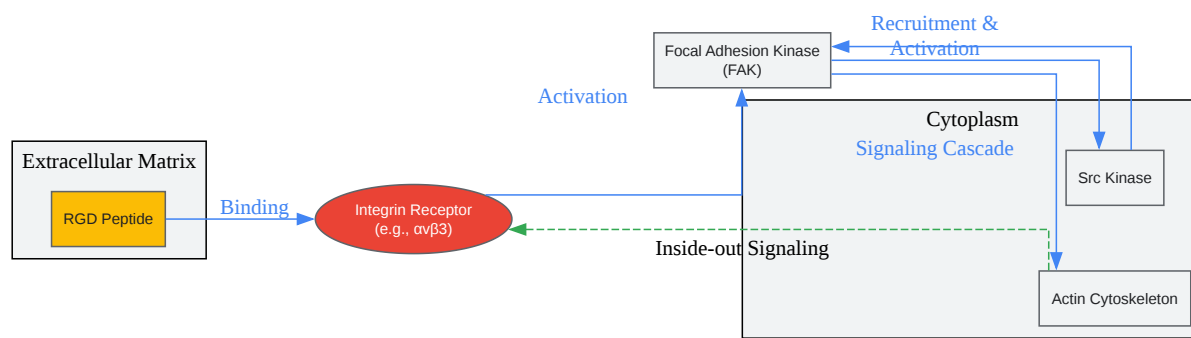 Recruitment &
Activation
Focal Adhesion Kinase
(FAK)
Activation
Cytoplasm
Signaling Cascade
Extracellular Matrix
Src Kinase
RGD Peptide
Binding
Integrin Receptor
(e.g., αvβ3)
Inside-out Signaling
Actin Cytoskeleton